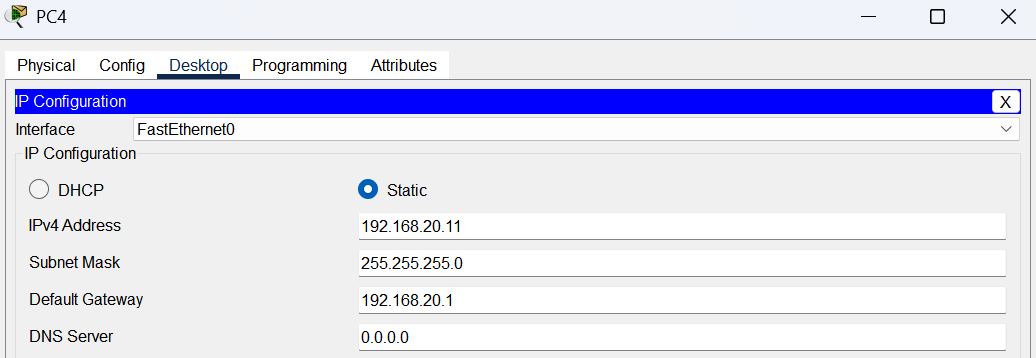 PC4
Physical Config Desktop Programming Attributes
IP Configuration X
Interface FastEthernet0
IP Configuration
DHCP Static
IPv4 Address 192.168.20.11
Subnet Mask 255.255.255.0
Default Gateway 192.168.20.1
DNS Server 0.0.0.0